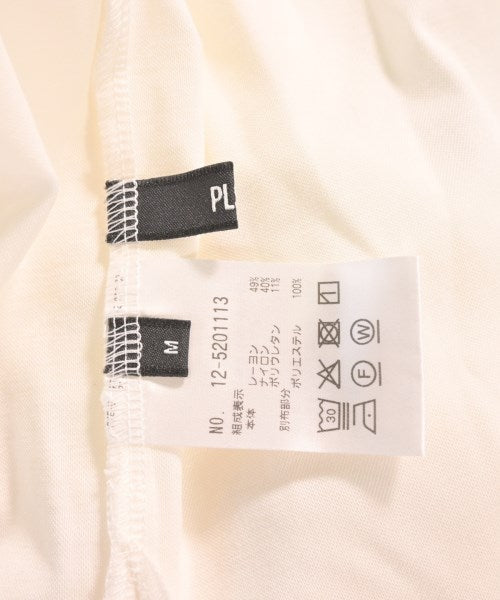 PL
M
NO. 12-5201113
組成表示
本体 レーヨン 49%
ナイロン 40%
ポリウレタン 11%
別布部分 ポリエステル 100%
30
F
W